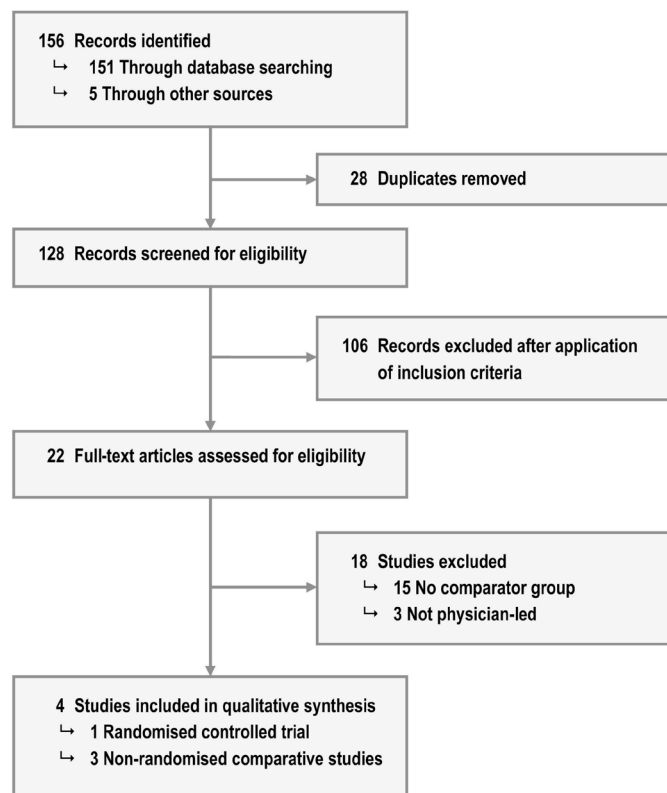 156 Records identified
↳ 151 Through database searching
↳ 5 Through other sources
28 Duplicates removed
128 Records screened for eligibility
106 Records excluded after application
of inclusion criteria
22 Full-text articles assessed for eligibility
18 Studies excluded
↳ 15 No comparator group
↳ 3 Not physician-led
4 Studies included in qualitative synthesis
↳ 1 Randomised controlled trial
↳ 3 Non-randomised comparative studies